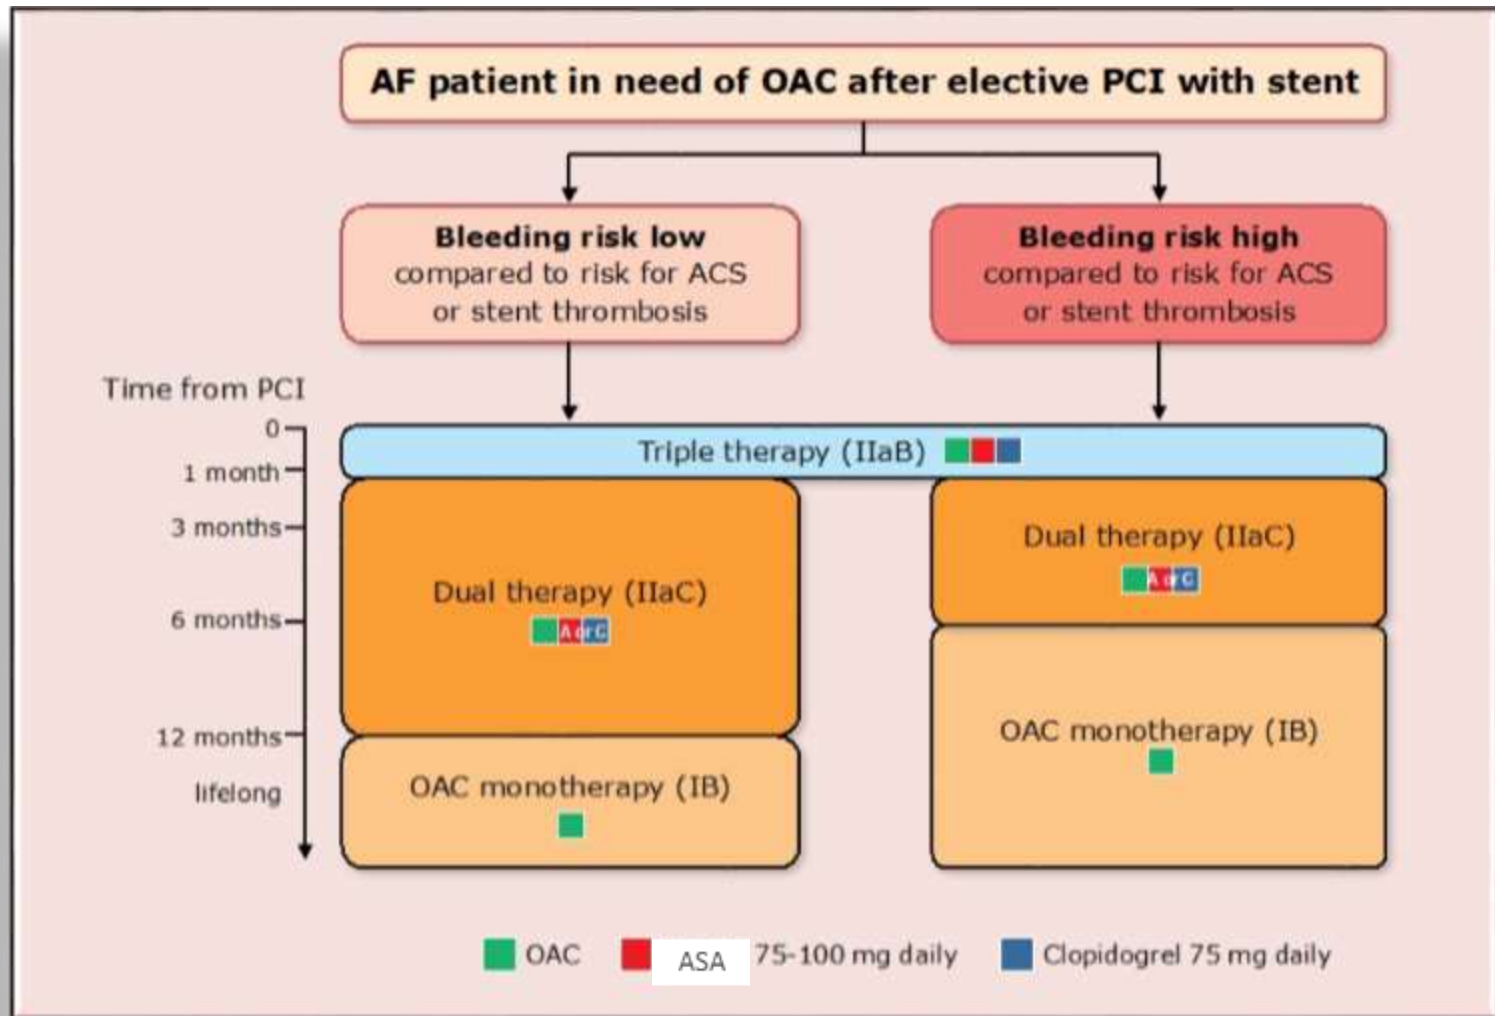 AF patient in need of OAC after elective PCI with stent
Bleeding risk low
compared to risk for ACS
or stent thrombosis
Bleeding risk high
compared to risk for ACS
or stent thrombosis
Time from PCI
0
1 month
3 months
6 months
12 months
lifelong
Triple therapy (IIaB)
Dual therapy (IIaC)
A or C
OAC monotherapy (IB)
Dual therapy (IIaC)
A or C
OAC monotherapy (IB)
OAC
ASA 75-100 mg daily
Clopidogrel 75 mg daily